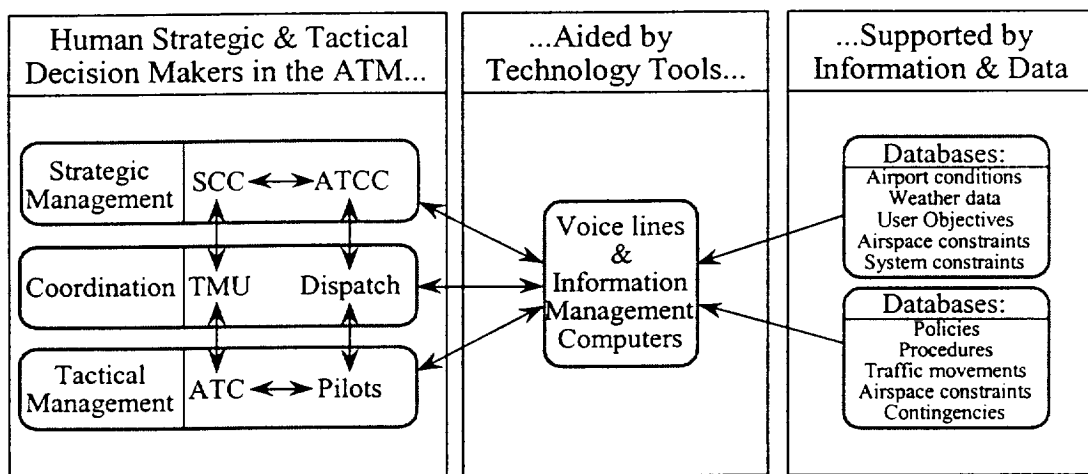 Human Strategic & Tactical
Decision Makers in the ATM...
...Aided by
Technology Tools...
...Supported by
Information & Data
Strategic
Management
SCC
ATCC
Coordination
TMU
Dispatch
Tactical
Management
ATC
Pilots
Voice lines
&
Information
Management
Computers
Databases:
Airport conditions
Weather data
User Objectives
Airspace constraints
System constraints
Databases:
Policies
Procedures
Traffic movements
Airspace constraints
Contingencies